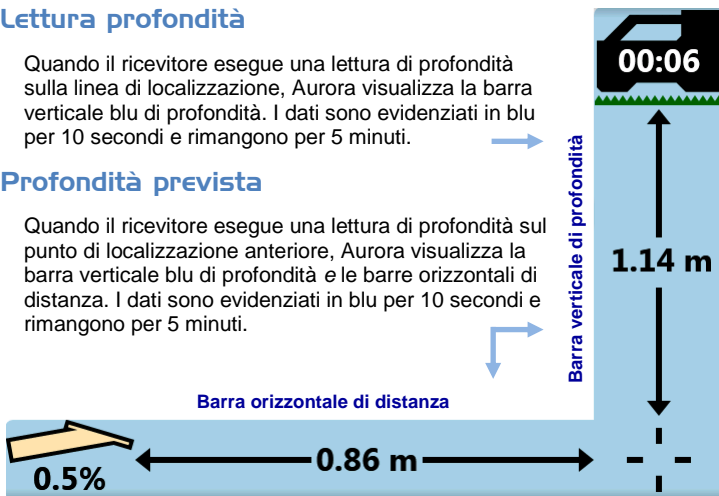 Lettura profondità
Quando il ricevitore esegue una lettura di profondità
sulla linea di localizzazione, Aurora visualizza la barra
verticale blu di profondità. I dati sono evidenziati in blu
per 10 secondi e rimangono per 5 minuti.
Profondità prevista
Quando il ricevitore esegue una lettura di profondità sul
punto di localizzazione anteriore, Aurora visualizza la
barra verticale blu di profondità e le barre orizzontali di
distanza. I dati sono evidenziati in blu per 10 secondi e
rimangono per 5 minuti.
00:06
Barra verticale di profondità
1.14 m
Barra orizzontale di distanza
0.86 m
0.5%